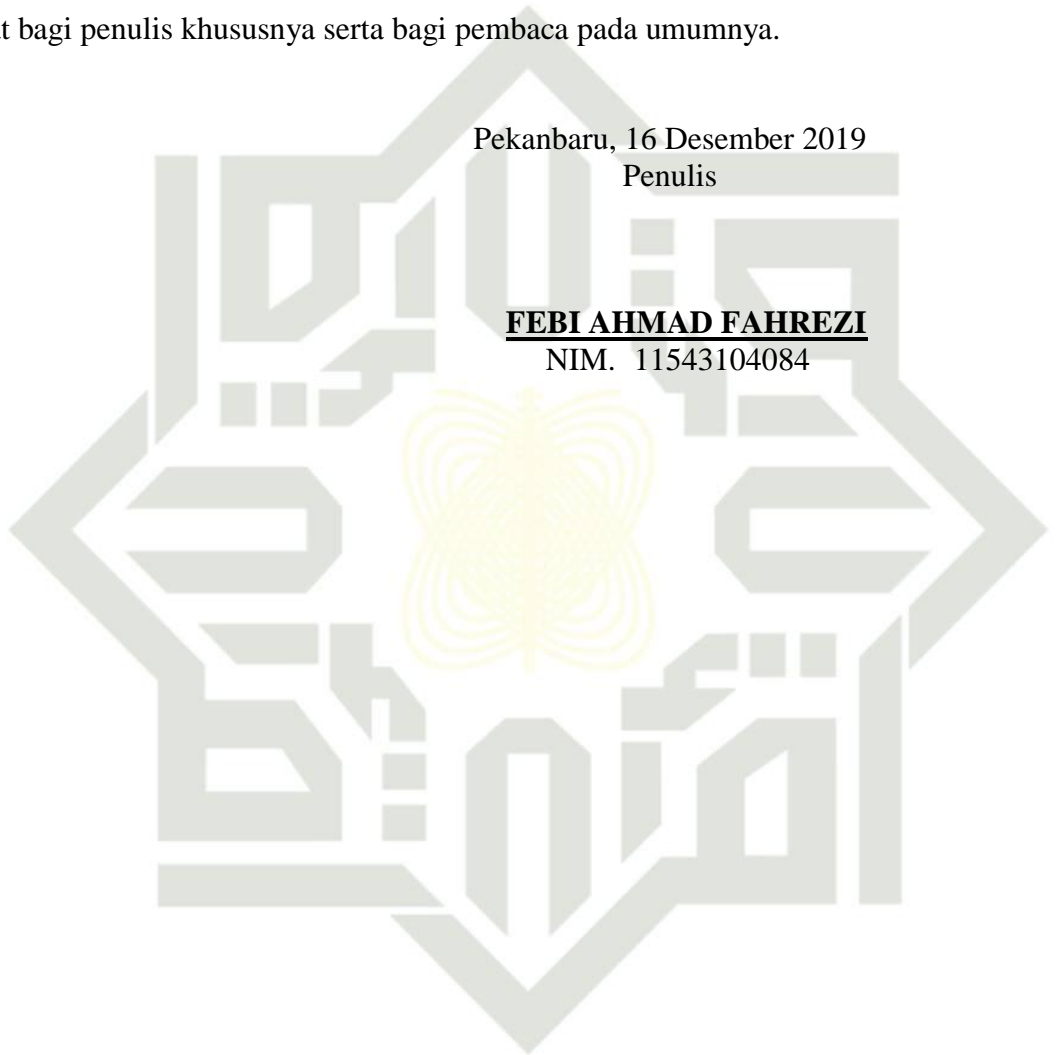 bagi penulis khususnya serta bagi pembaca pada umumnya.
Pekanbaru, 16 Desember 2019
Penulis
FEBI AHMAD FAHREZI
NIM. 11543104084